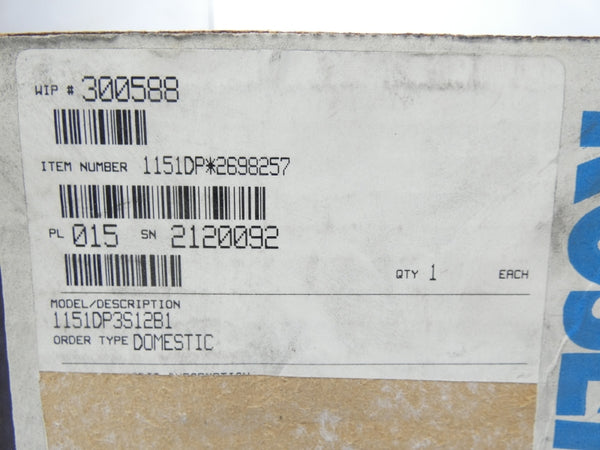 WIP # 300588
ITEM NUMBER 1151DP*2698257
PL 015 SN 2120092
QTY 1 EACH
MODEL/DESCRIPTION
1151DP3S12B1
ORDER TYPE DOMESTIC
ROSE